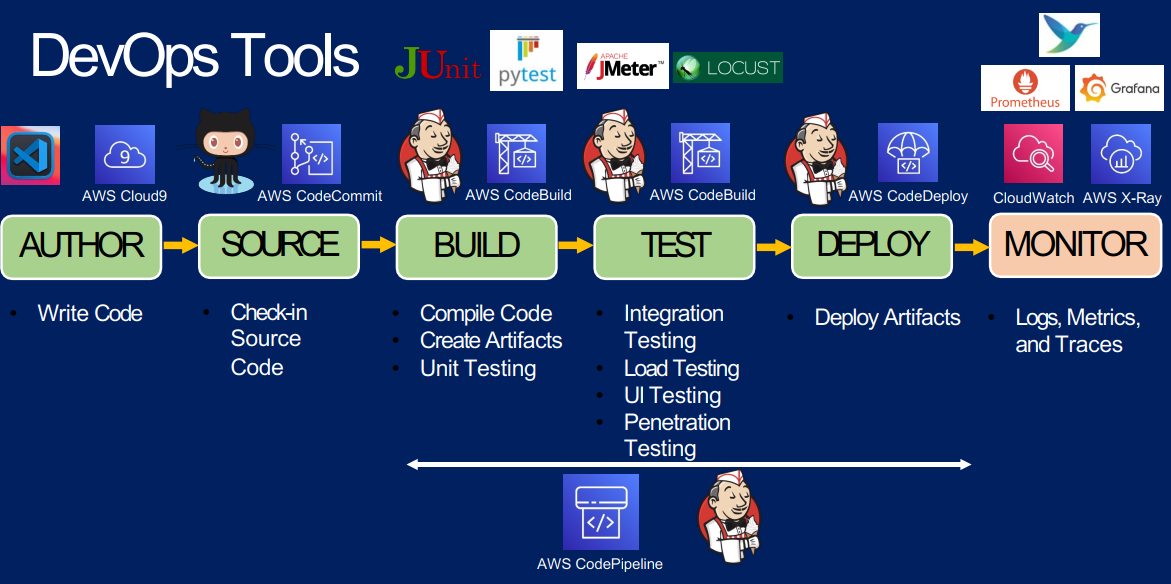 DevOps Tools
JUnit
pytest
APACHE
JMeter™
LOCUST
Prometheus
Grafana
9
AWS Cloud9
AWS CodeCommit
AWS CodeBuild
AWS CodeBuild
AWS CodeDeploy
CloudWatch
AWS X-Ray
AUTHOR
SOURCE
BUILD
TEST
DEPLOY
MONITOR
• Write Code
• Check-in
Source
Code
• Compile Code
• Create Artifacts
• Unit Testing
• Integration
Testing
• Load Testing
• UI Testing
• Penetration
Testing
• Deploy Artifacts
• Logs, Metrics,
and Traces
AWS CodePipeline